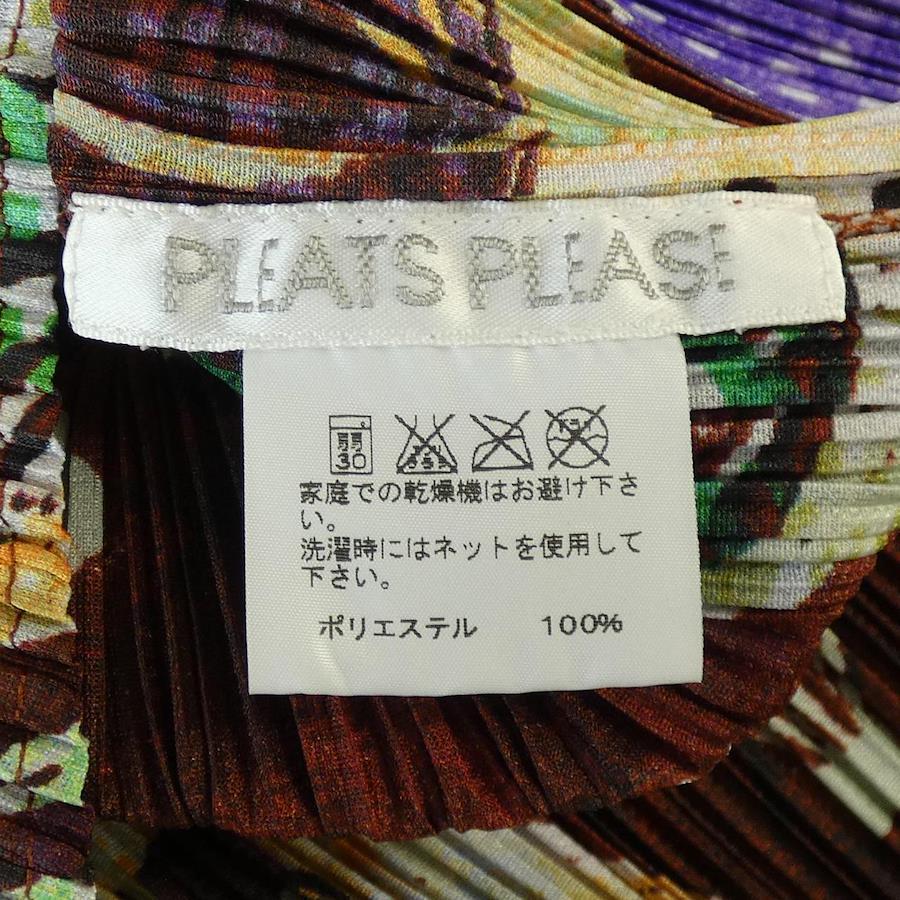 PLEATS PLEASE
弱
30
家庭での乾燥機はお避け下さ
い。
洗濯時にはネットを使用して
下さい。
ポリエステル 100%